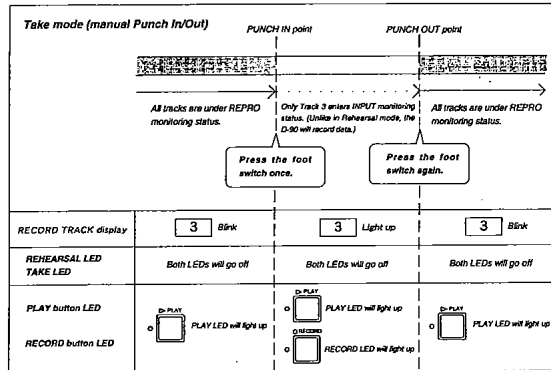 Take mode (manual Punch In/Out)
PUNCH IN point
PUNCH OUT point
All tracks are under REPRO
monitoring status.
Only Track 3 enters INPUT monitoring
status. (Unlike in Rehearsal mode, the
D-90 will record data.)
All tracks are under REPRO
monitoring status.
Press the foot
switch once.
Press the foot
switch again.
RECORD TRACK display
3 Blink
3 Light up
3 Blink
REHEARSAL LED
TAKE LED
Both LEDs will go off
Both LEDs will go off
Both LEDs will go off
PLAY button LED
RECORD button LED
▷ PLAY
PLAY LED will light up
▷ PLAY
PLAY LED will light up
RECORD
RECORD LED will light up
▷ PLAY
PLAY LED will light up